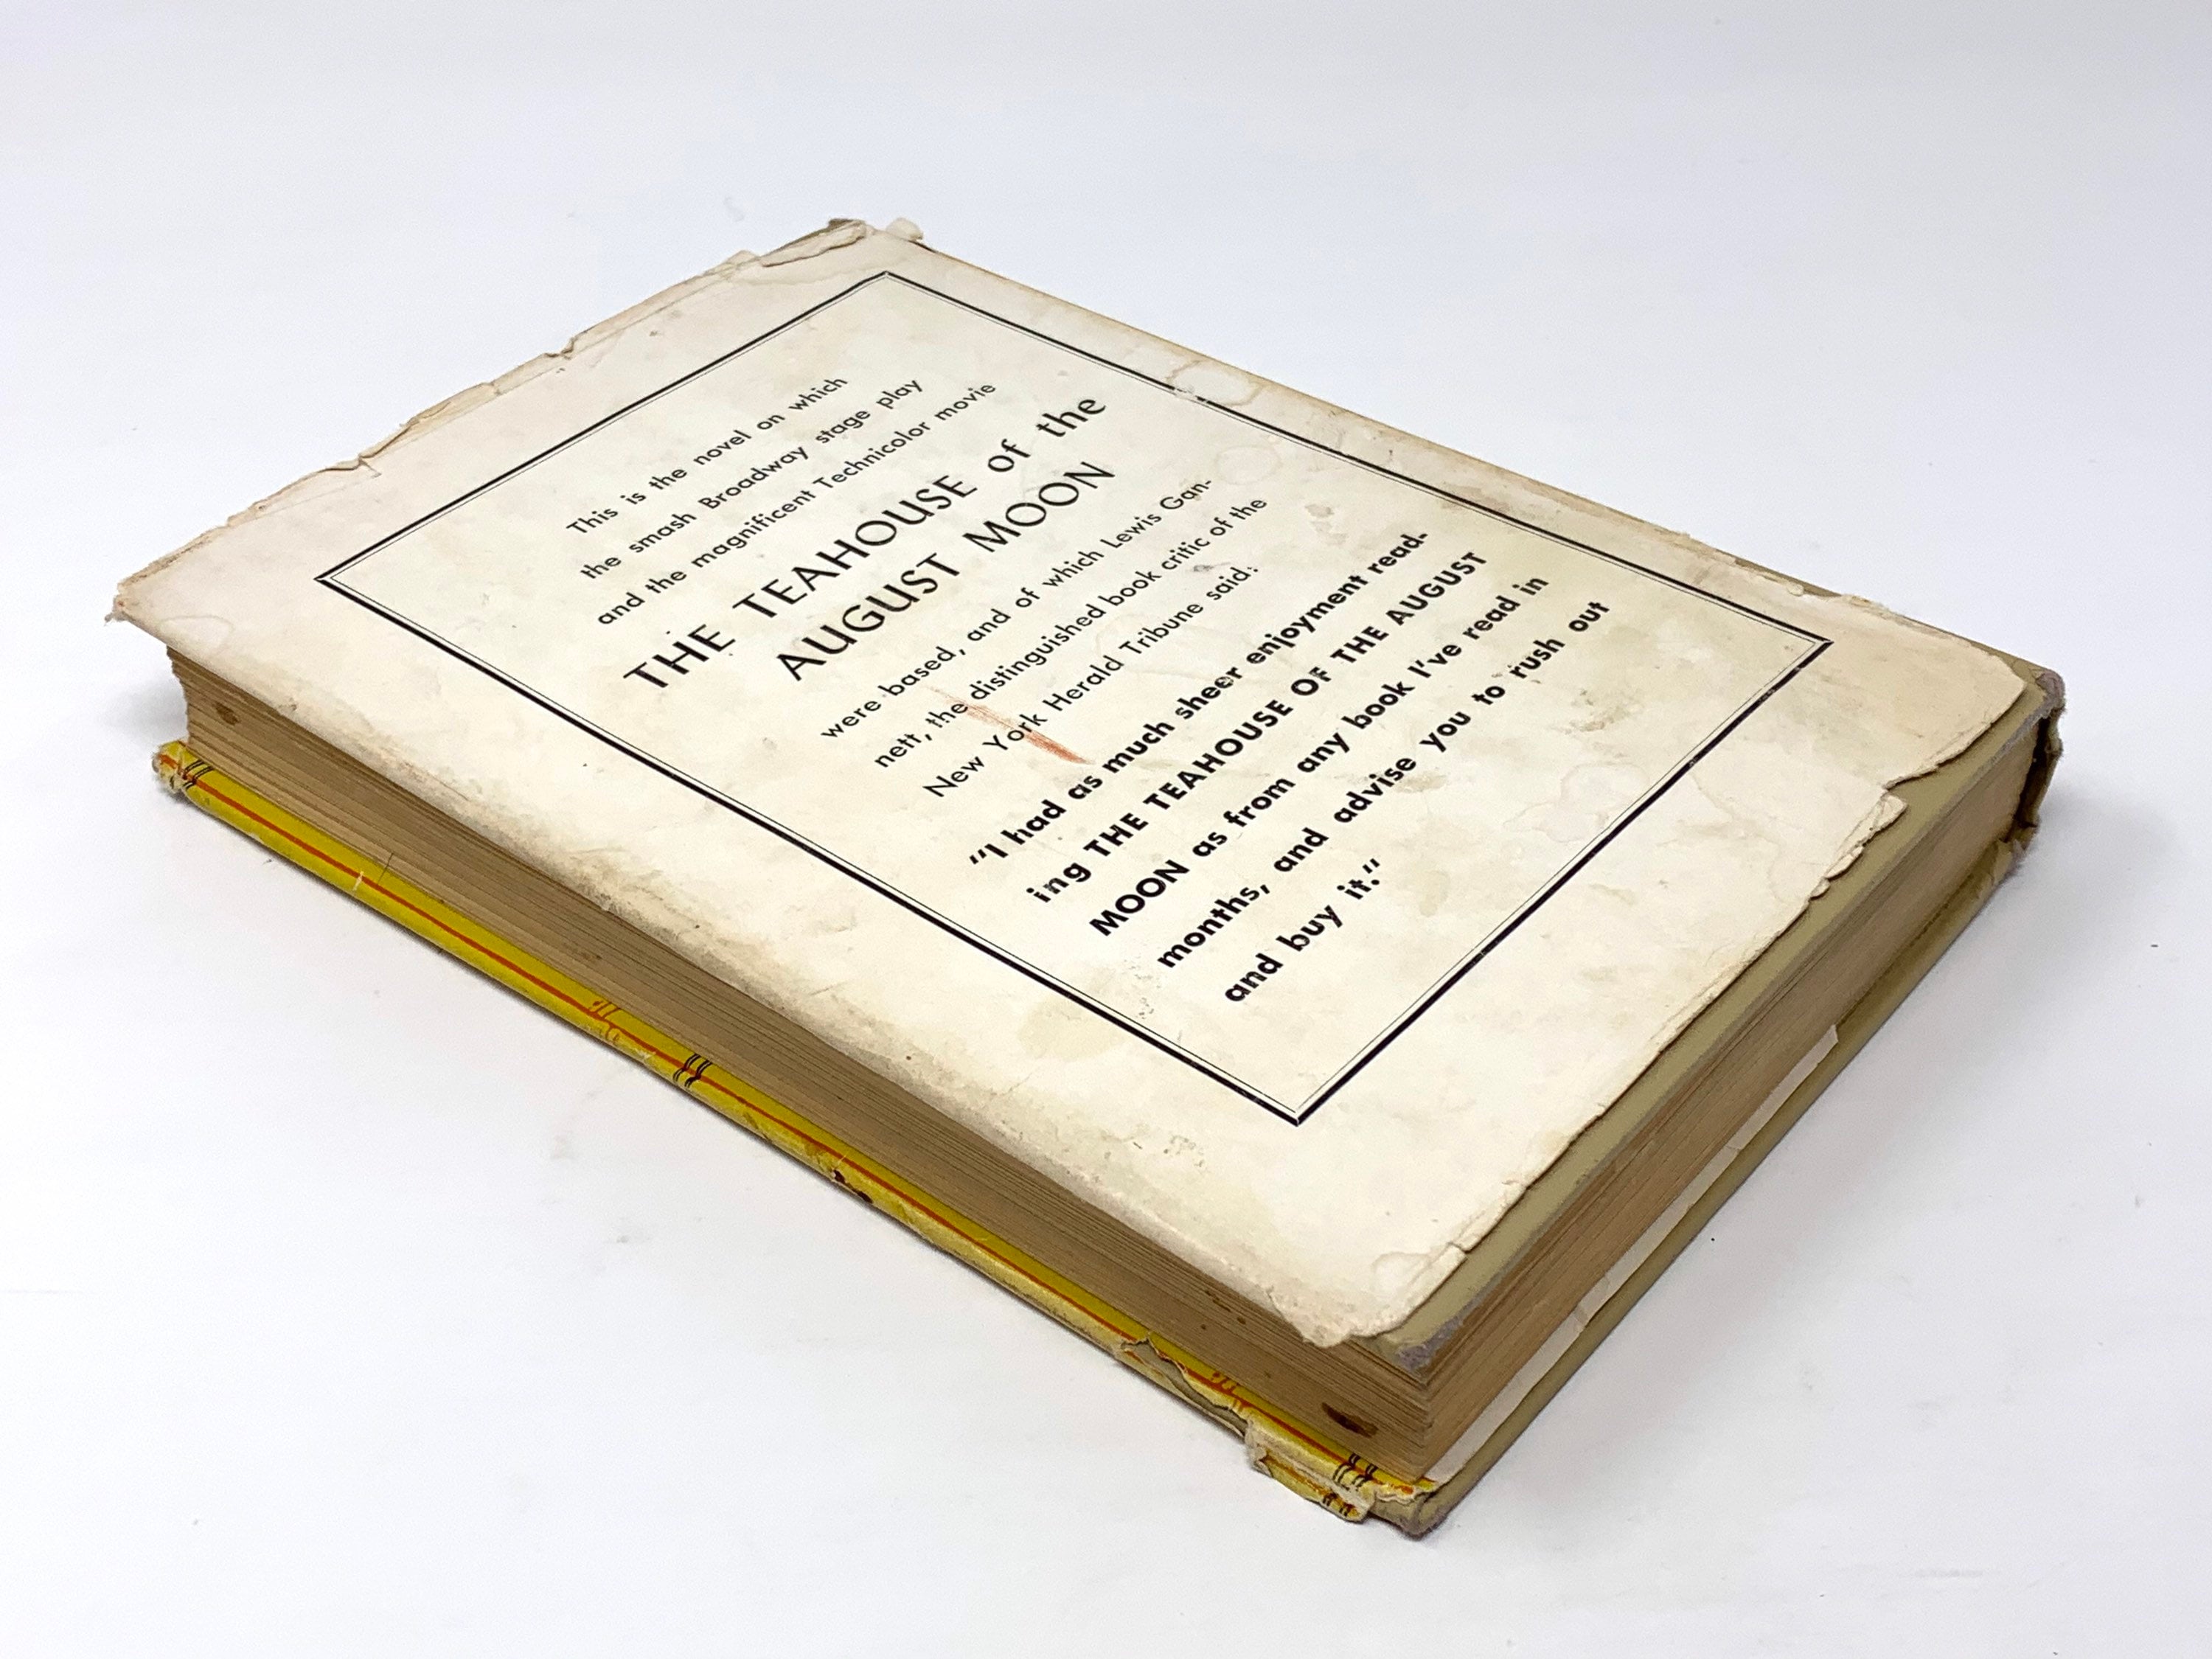 This is the novel on which
the smash Broadway stage play
and the magnificent Technicolor movie
THE TEAHOUSE of the
AUGUST MOON
were based, and of which Lewis Gan-
nett, the distinguished book critic of the
New York Herald Tribune said:
"I had as much sheer enjoyment read-
ing THE TEAHOUSE OF THE AUGUST
MOON as from any book I've read in
months, and advise you to rush out
and buy it."